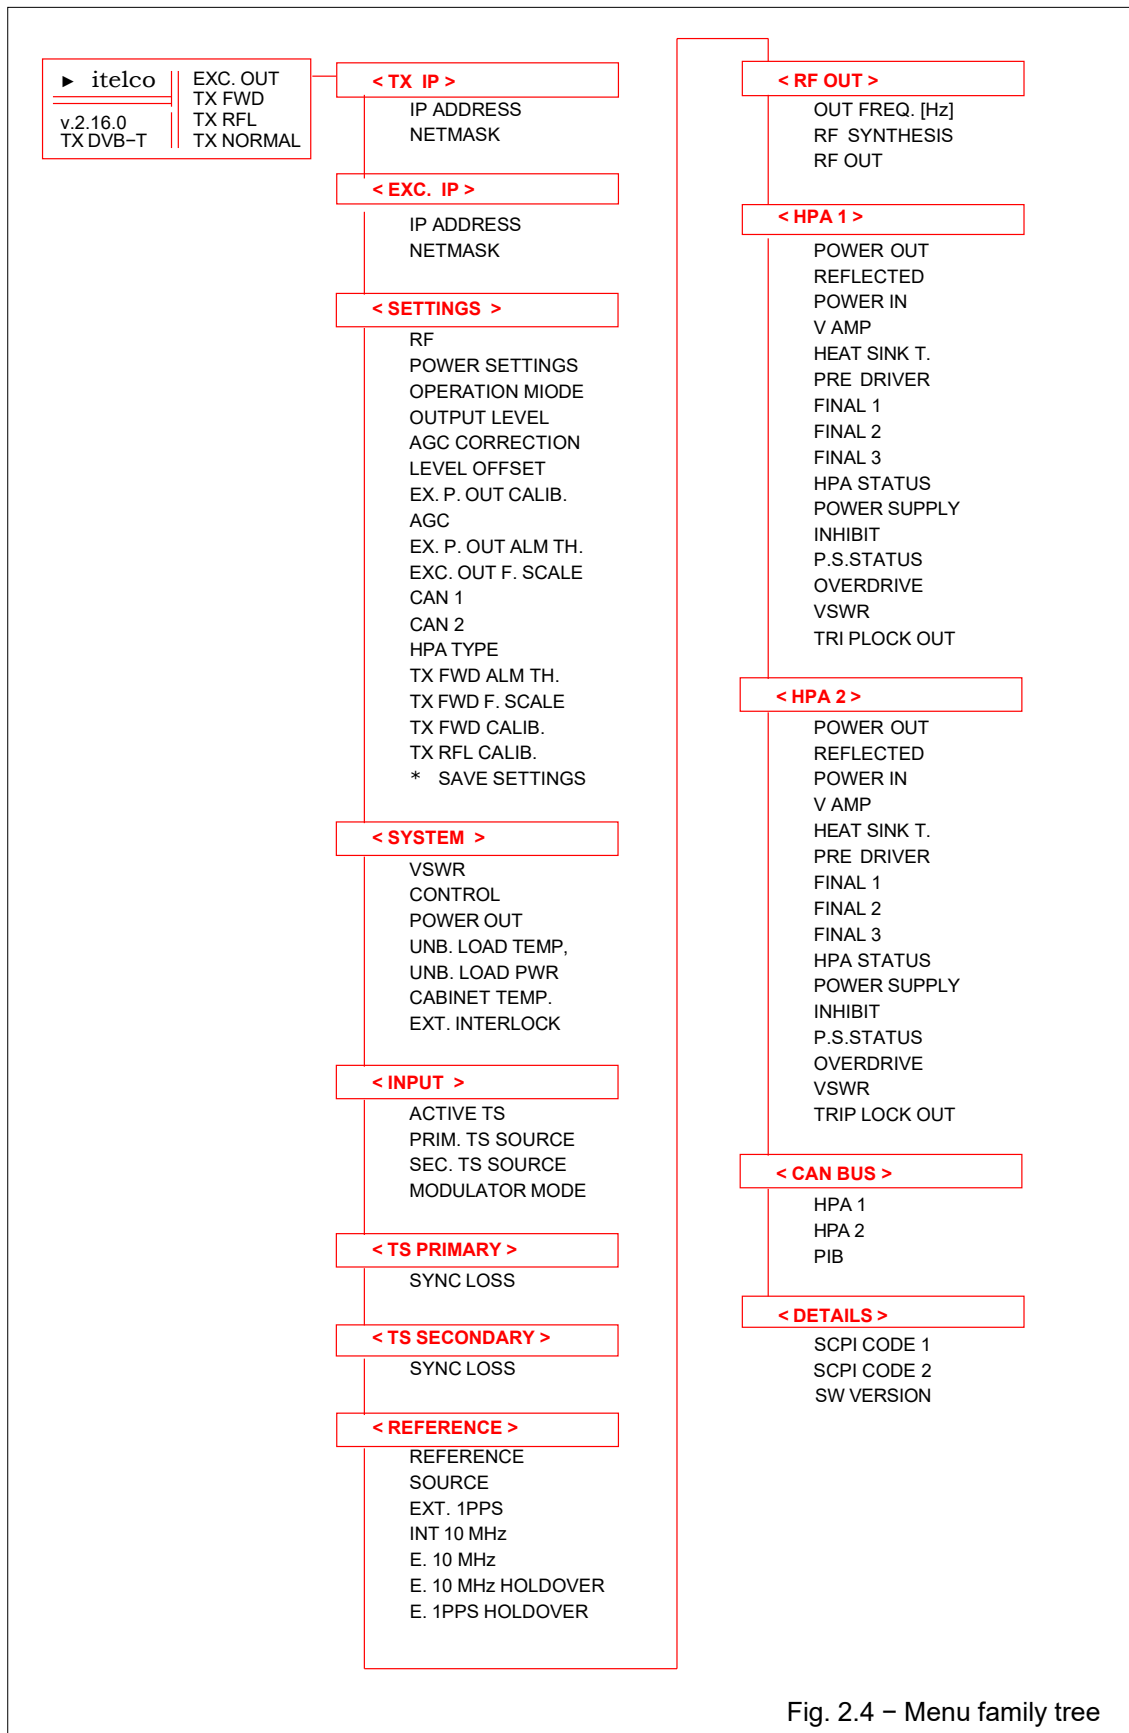 ► itelco
v.2.16.0
TX DVB−T
EXC. OUT
TX FWD
TX RFL
TX NORMAL
< TX IP >
IP ADDRESS
NETMASK
< EXC. IP >
IP ADDRESS
NETMASK
< SETTINGS >
RF
POWER SETTINGS
OPERATION MIODE
OUTPUT LEVEL
AGC CORRECTION
LEVEL OFFSET
EX. P. OUT CALIB.
AGC
EX. P. OUT ALM TH.
EXC. OUT F. SCALE
CAN 1
CAN 2
HPA TYPE
TX FWD ALM TH.
TX FWD F. SCALE
TX FWD CALIB.
TX RFL CALIB.
* SAVE SETTINGS
< SYSTEM >
VSWR
CONTROL
POWER OUT
UNB. LOAD TEMP,
UNB. LOAD PWR
CABINET TEMP.
EXT. INTERLOCK
< INPUT >
ACTIVE TS
PRIM. TS SOURCE
SEC. TS SOURCE
MODULATOR MODE
< TS PRIMARY >
SYNC LOSS
< TS SECONDARY >
SYNC LOSS
< REFERENCE >
REFERENCE
SOURCE
EXT. 1PPS
INT 10 MHz
E. 10 MHz
E. 10 MHz HOLDOVER
E. 1PPS HOLDOVER
< RF OUT >
OUT FREQ. [Hz]
RF SYNTHESIS
RF OUT
< HPA 1 >
POWER OUT
REFLECTED
POWER IN
V AMP
HEAT SINK T.
PRE DRIVER
FINAL 1
FINAL 2
FINAL 3
HPA STATUS
POWER SUPPLY
INHIBIT
P.S.STATUS
OVERDRIVE
VSWR
TRI PLOCK OUT
< HPA 2 >
POWER OUT
REFLECTED
POWER IN
V AMP
HEAT SINK T.
PRE DRIVER
FINAL 1
FINAL 2
FINAL 3
HPA STATUS
POWER SUPPLY
INHIBIT
P.S.STATUS
OVERDRIVE
VSWR
TRIP LOCK OUT
< CAN BUS >
HPA 1
HPA 2
PIB
< DETAILS >
SCPI CODE 1
SCPI CODE 2
SW VERSION
Fig. 2.4 − Menu family tree